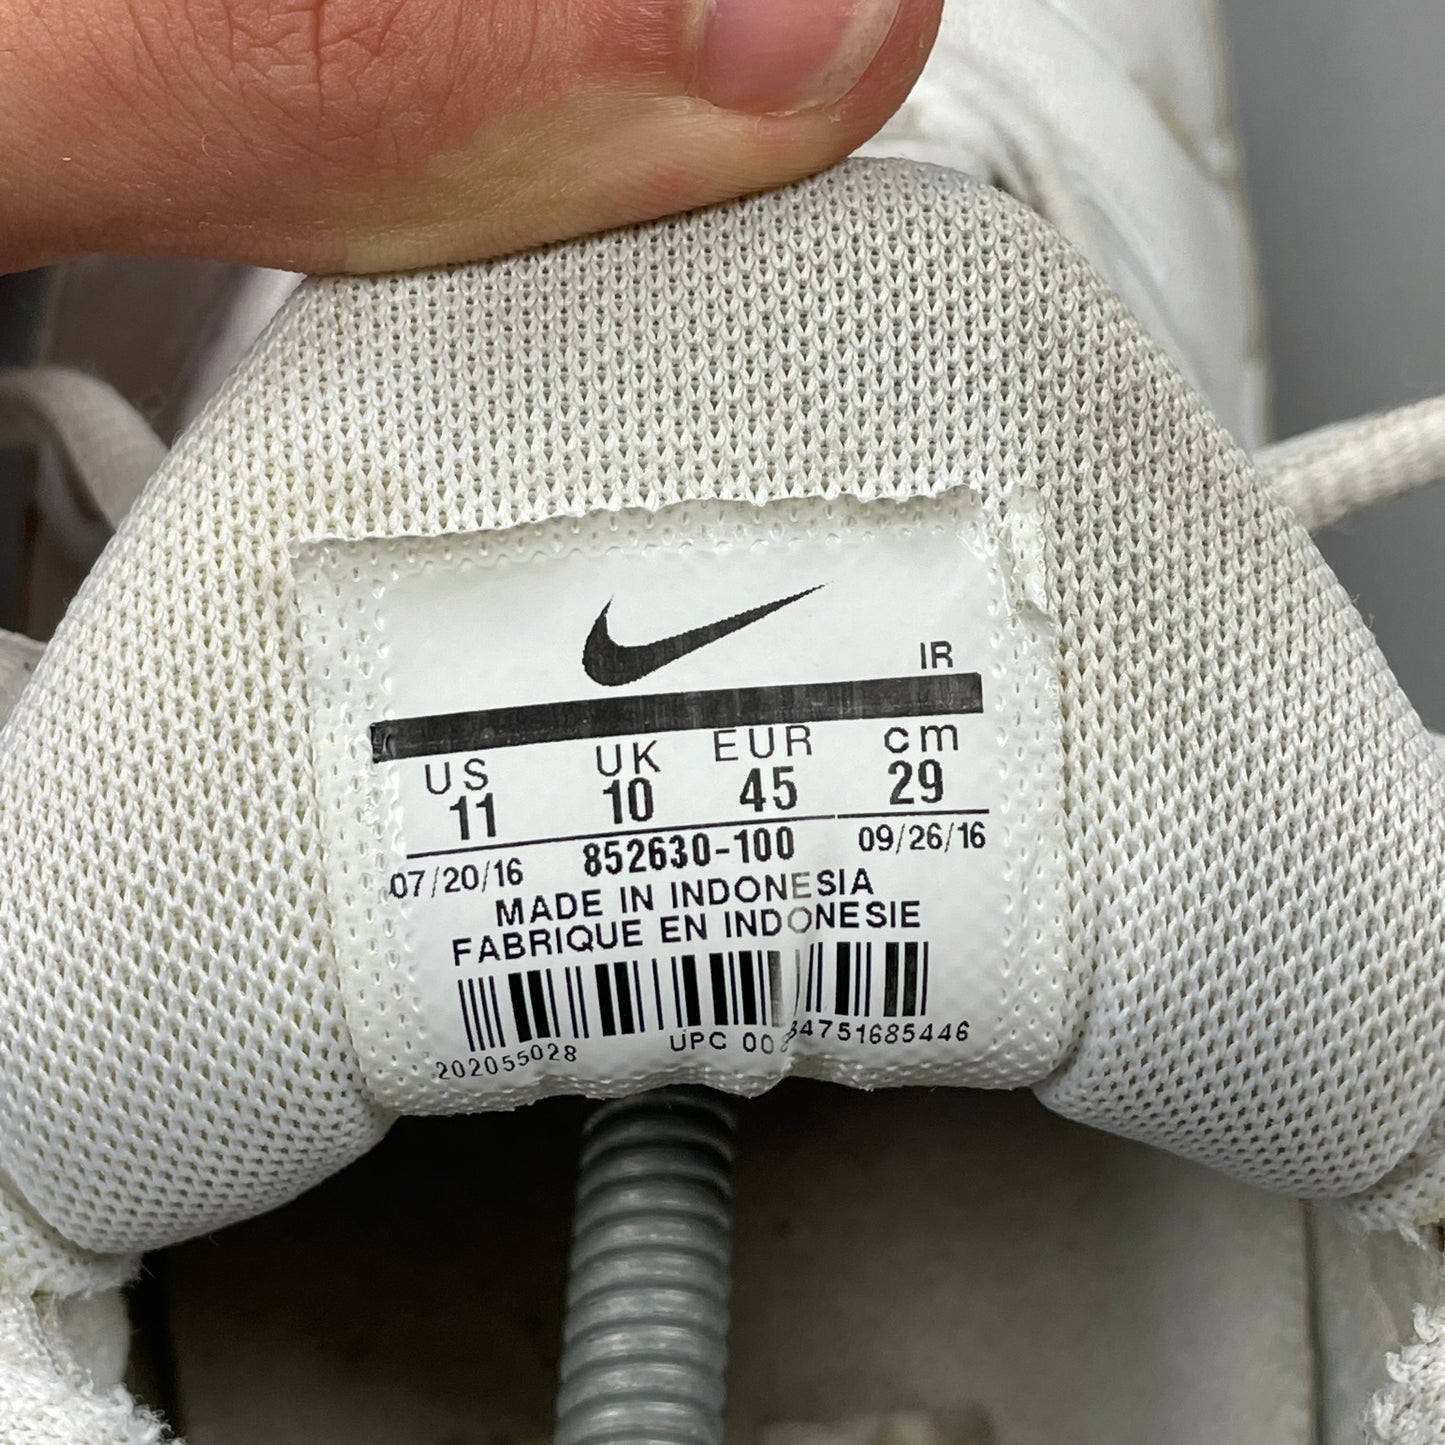 IR
US UK EUR cm
11 10 45 29
07/20/16 852630-100 09/26/16
MADE IN INDONESIA
FABRIQUE EN INDONESIE
202055028 UPC